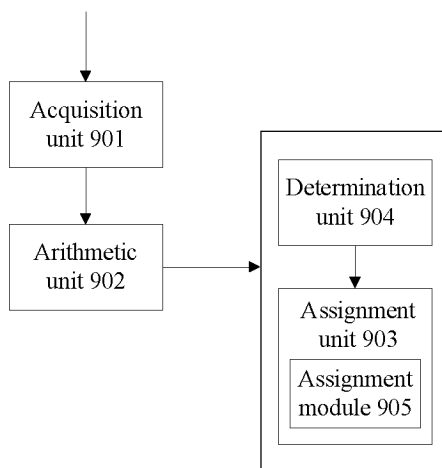 Acquisition
unit 901
Arithmetic
unit 902
Determination
unit 904
Assignment
unit 903
Assignment
module 905